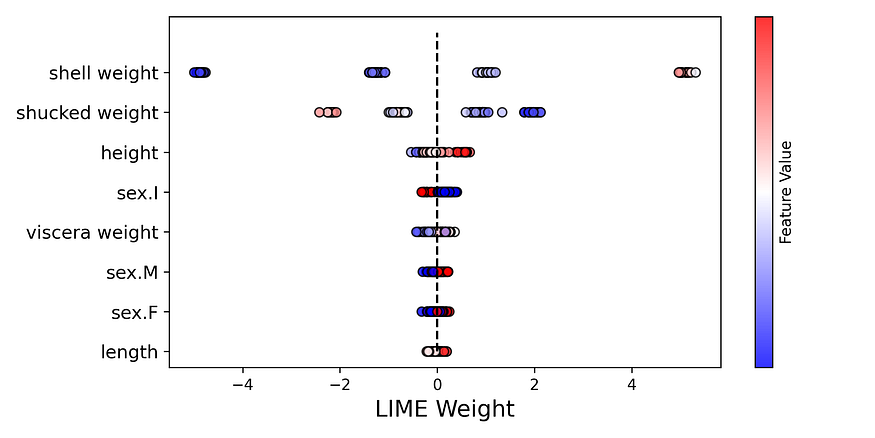 shell weight
shucked weight
height
sex.I
viscera weight
sex.M
sex.F
length
−4 −2 0 2 4
LIME Weight
Feature Value